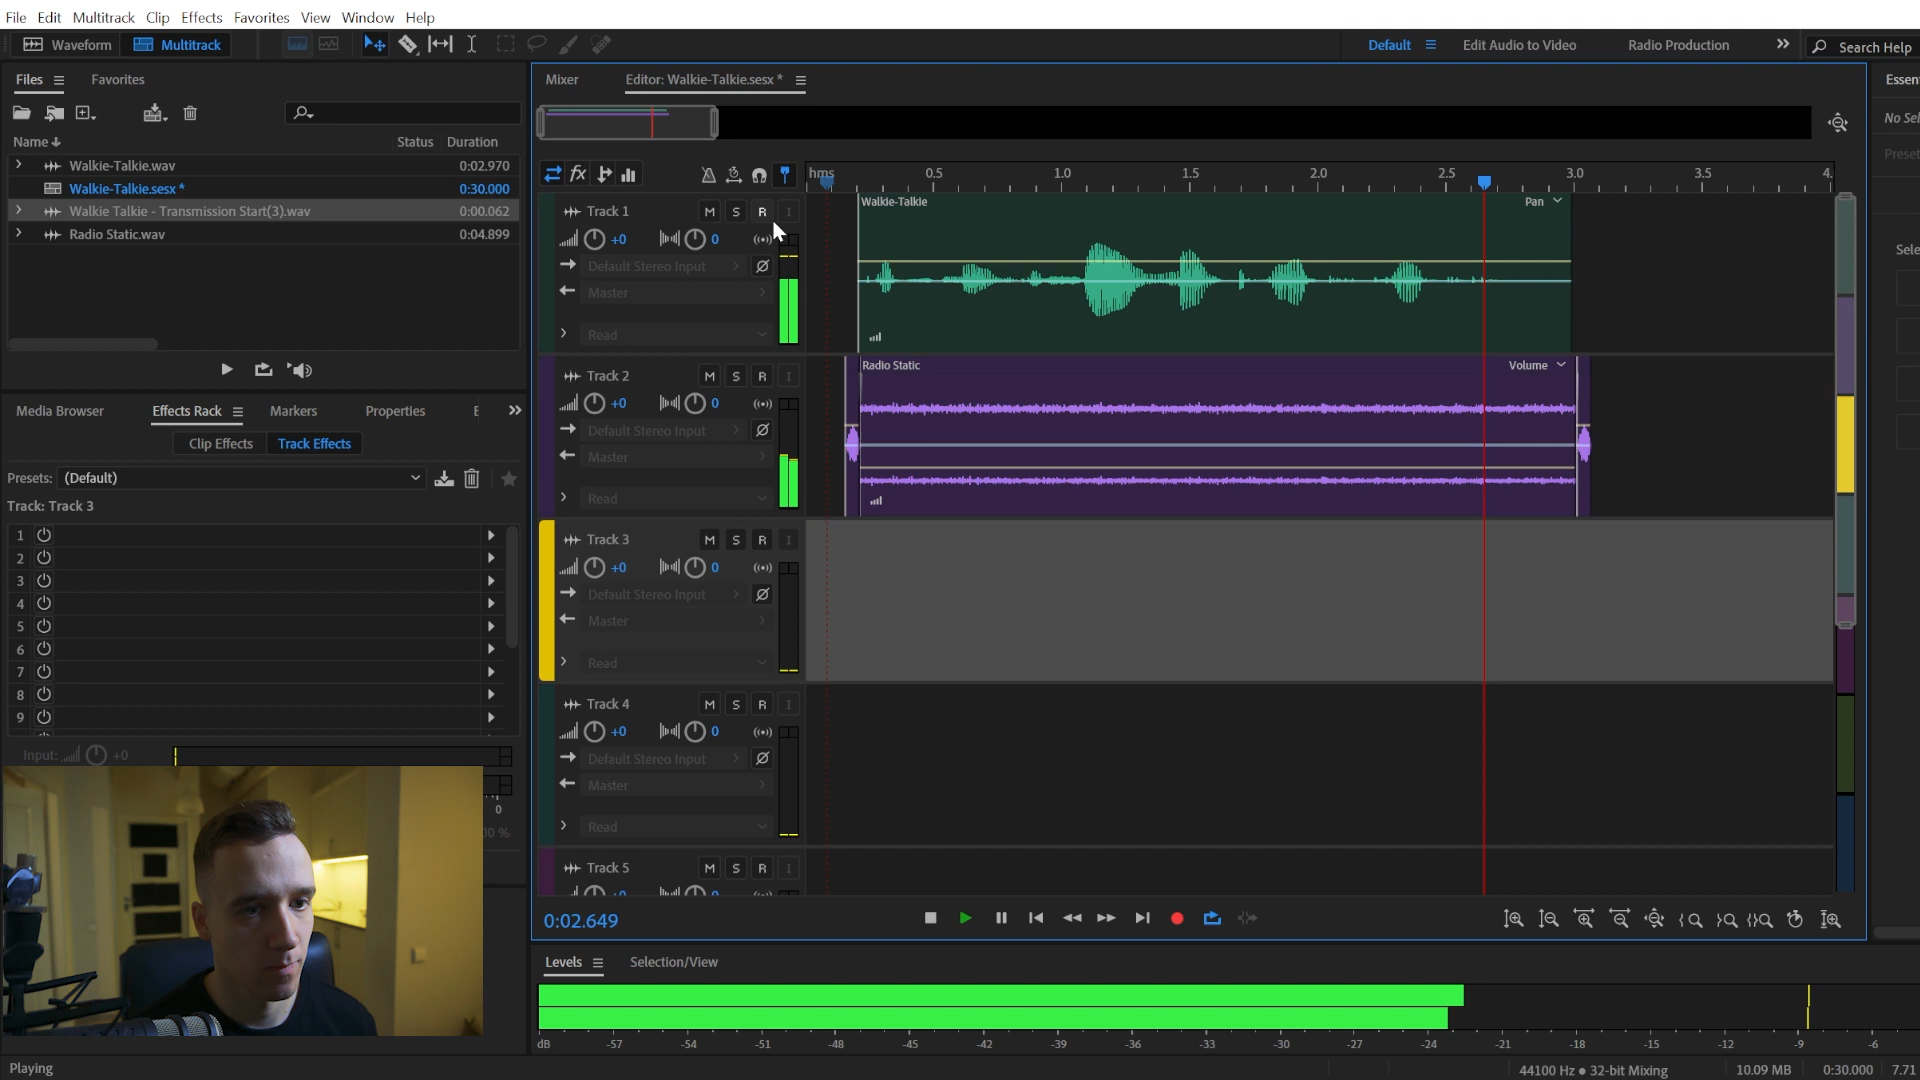 File Edit Multitrack Clip Effects Favorites View Window Help
Waveform Multitrack Default Edit Audio to Video Radio Production Search Help
Files Favorites
Name Status Duration
Walkie-Talkie.wav 0:02.970
Walkie-Talkie.sesx * 0:30.000
Walkie Talkie - Transmission Start(3).wav 0:00.062
Radio Static.wav 0:04.899
Media Browser Effects Rack Markers Properties E
Clip Effects Track Effects
Presets: (Default)
Track: Track 3
1
2
3
4
5
6
7
8
9
Input: +0
0
Mixer Editor: Walkie-Talkie.sesx *
hms 0.5 1.0 1.5 2.0 2.5 3.0 3.5 4.
fx
Track 1 M S R I
+0 0
Default Stereo Input
Master
Read
Walkie-Talkie Pan
Track 2 M S R I
+0 0
Default Stereo Input
Master
Read
Radio Static Volume
Track 3 M S R I
+0 0
Default Stereo Input
Master
Read
Track 4 M S R I
+0 0
Default Stereo Input
Master
Read
Track 5 M S R I
0:02.649
Levels Selection/View
dB -57 -54 -51 -48 -45 -42 -39 -36 -33 -30 -27 -24 -21 -18 -15 -12 -9 -6
Playing 44100 Hz ● 32-bit Mixing 10.09 MB 0:30.000 7.71
Essen
No Sel
Preset
Sele